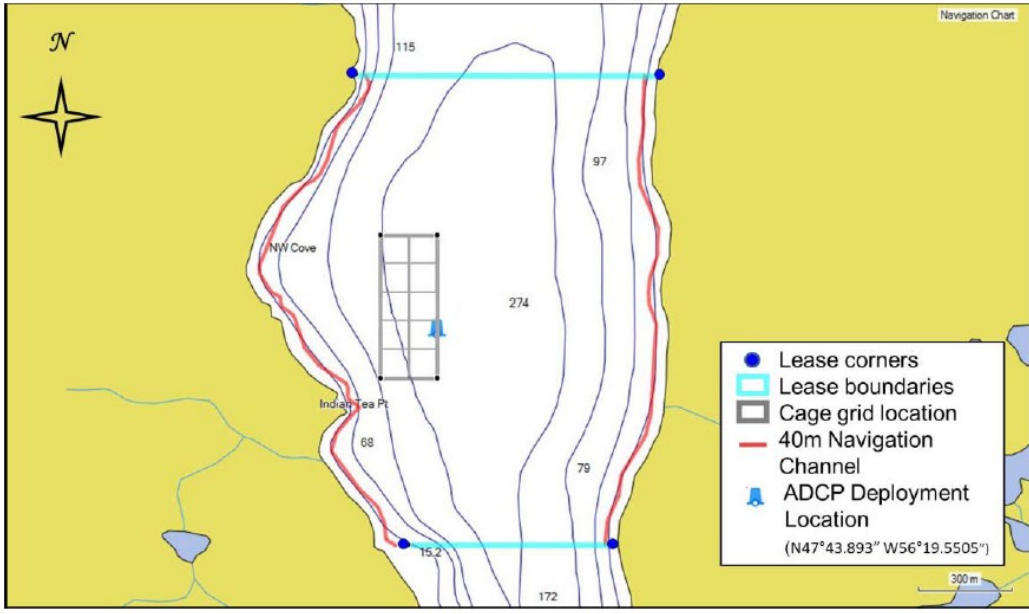 Navigation Chart
N
115
97
NW Cove
274
Lease corners
Lease boundaries
Cage grid location
40m Navigation
Channel
ADCP Deployment
Location
(N47°43.893” W56°19.5505”)
Indian Tea Pt
68
79
15.2
172
300 m